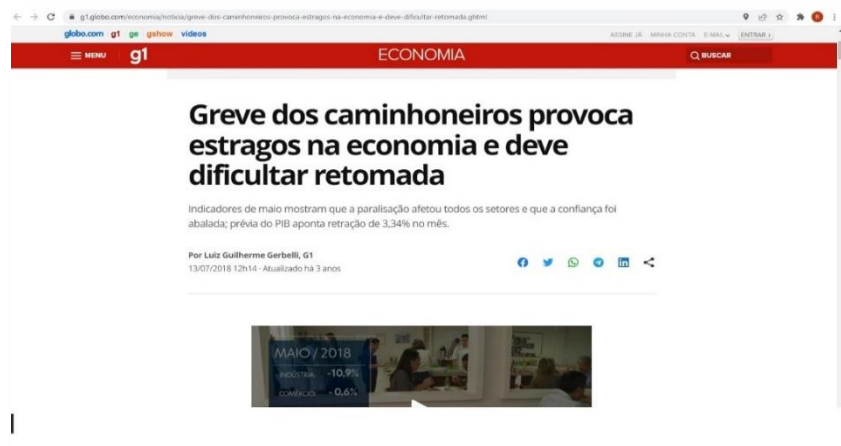 g1.globo.com/economia/noticia/greve-dos-caminhoneiros-provoca-estragos-na-economia-e-deve-dificultar-retomada.ghtml
globo.com g1 ge gshow vídeos ASSINE JÁ MINHA CONTA E-MAIL ENTRAR ›
MENU g1 ECONOMIA BUSCAR
Greve dos caminhoneiros provoca
estragos na economia e deve
dificultar retomada
Indicadores de maio mostram que a paralisação afetou todos os setores e que a confiança foi
abalada; prévia do PIB aponta retração de 3,34% no mês.
Por Luiz Guilherme Gerbelli, G1
13/07/2018 12h14 · Atualizado há 3 anos
MAIO / 2018
INDÚSTRIA -10,9%
COMÉRCIO - 0,6%